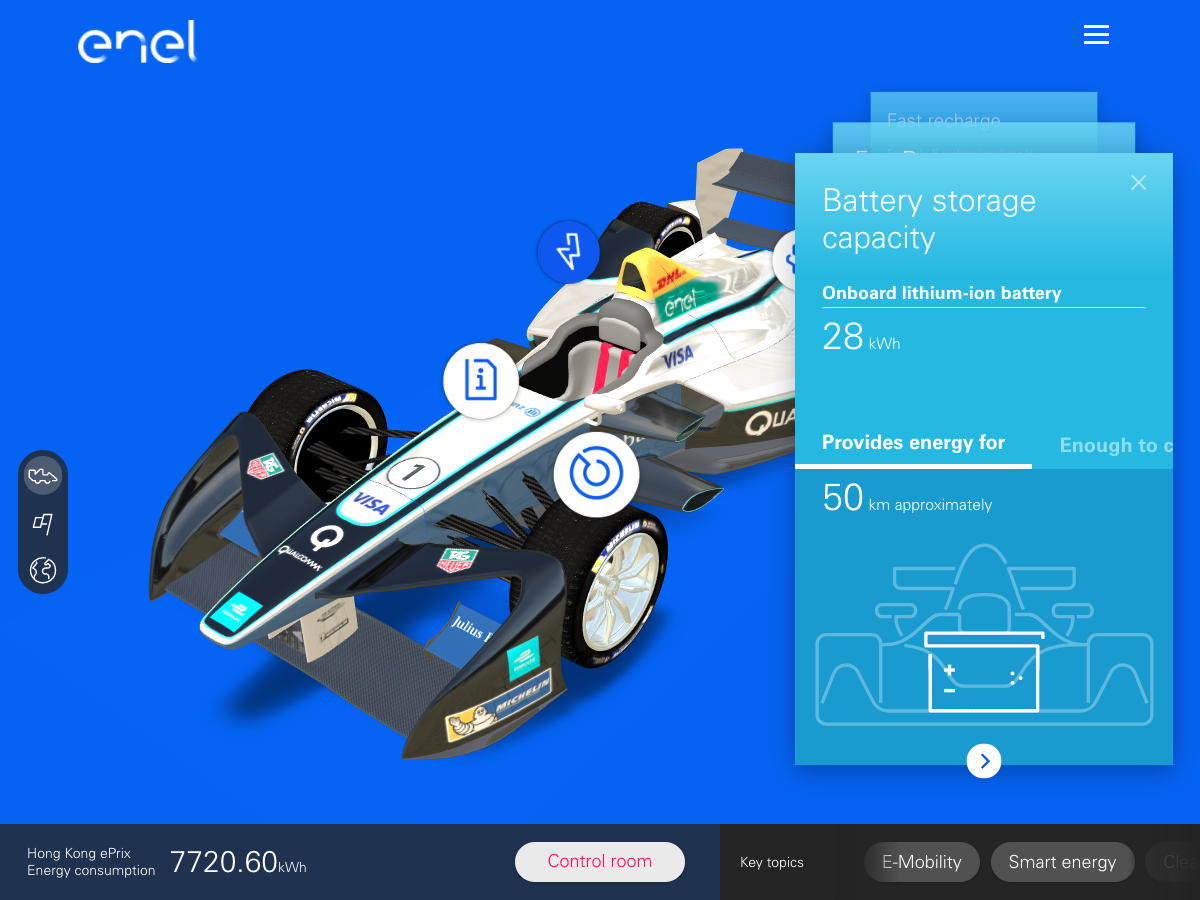 enel
Fast recharge
Battery storage
capacity
Onboard lithium-ion battery
28 kWh
Provides energy for
Enough to c
50 km approximately
DHL
enel
VISA
QUA
1
VISA
QUALCOMM
TAG
HEUER
TAG
HEUER
MICHELIN
MICHELIN
Julius
MICHELIN
Hong Kong ePrix
Energy consumption
7720.60kWh
Control room
Key topics
E-Mobility
Smart energy
Cle